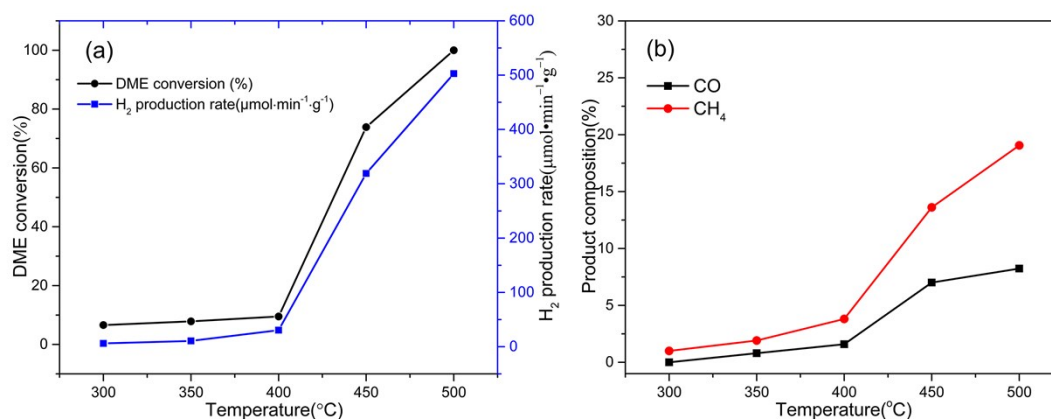 (a)
DME conversion (%)
H₂ production rate(μmol·min⁻¹·g⁻¹)
DME conversion(%)
100
80
60
40
20
0
600
500
400
300
200
100
0
H₂ production rate(μmol•min⁻¹•g⁻¹)
300 350 400 450 500
Temperature(°C)
(b)
CO
CH₄
Product composition(%)
30
25
20
15
10
5
0
300 350 400 450 500
Temperature(°C)